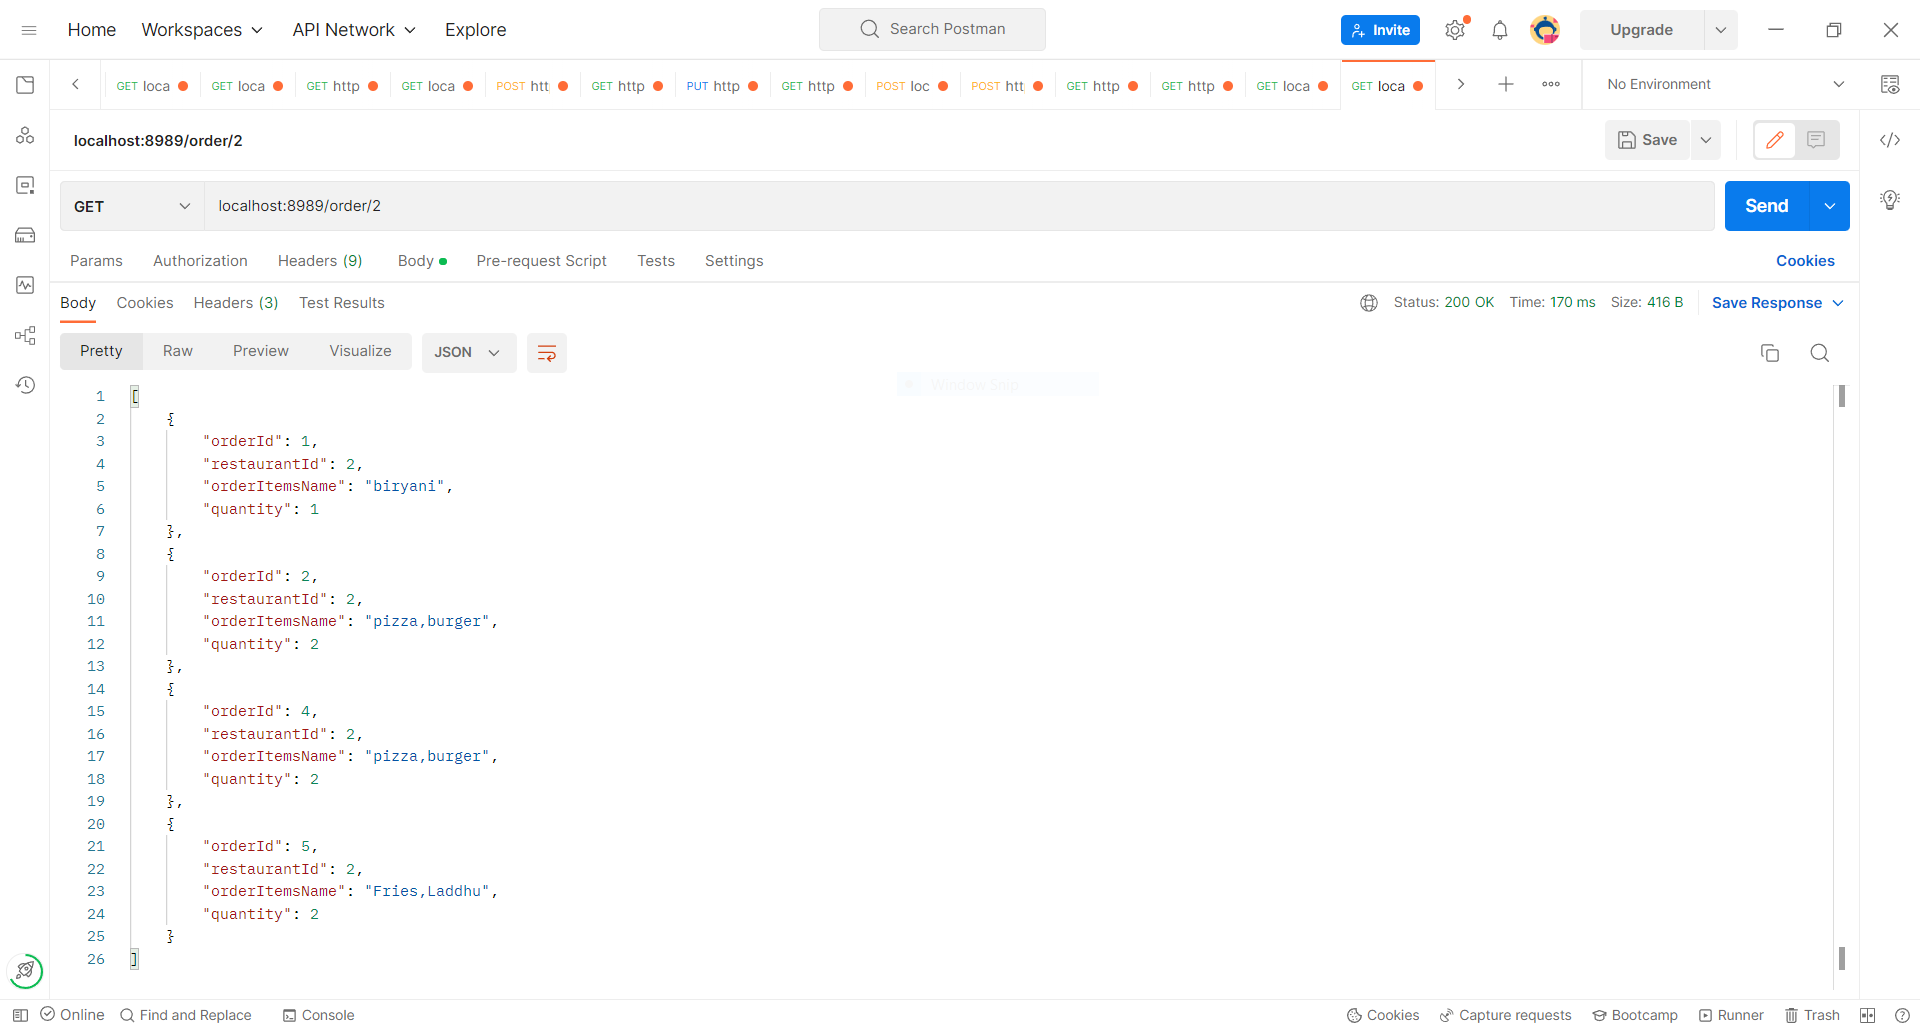 Home Workspaces API Network Explore Search Postman Invite Upgrade
GET loca GET loca GET http GET loca POST htt GET http PUT http GET http POST loc POST htt GET http GET http GET loca GET loca No Environment
localhost:8989/order/2 Save
GET localhost:8989/order/2 Send
Params Authorization Headers (9) Body Pre-request Script Tests Settings Cookies
Body Cookies Headers (3) Test Results Status: 200 OK Time: 170 ms Size: 416 B Save Response
Pretty Raw Preview Visualize JSON
Window Snip
1 [
2 {
3 "orderId": 1,
4 "restaurantId": 2,
5 "orderItemsName": "biryani",
6 "quantity": 1
7 },
8 {
9 "orderId": 2,
10 "restaurantId": 2,
11 "orderItemsName": "pizza,burger",
12 "quantity": 2
13 },
14 {
15 "orderId": 4,
16 "restaurantId": 2,
17 "orderItemsName": "pizza,burger",
18 "quantity": 2
19 },
20 {
21 "orderId": 5,
22 "restaurantId": 2,
23 "orderItemsName": "Fries,Laddhu",
24 "quantity": 2
25 }
26 ]
Online Find and Replace Console Cookies Capture requests Bootcamp Runner Trash